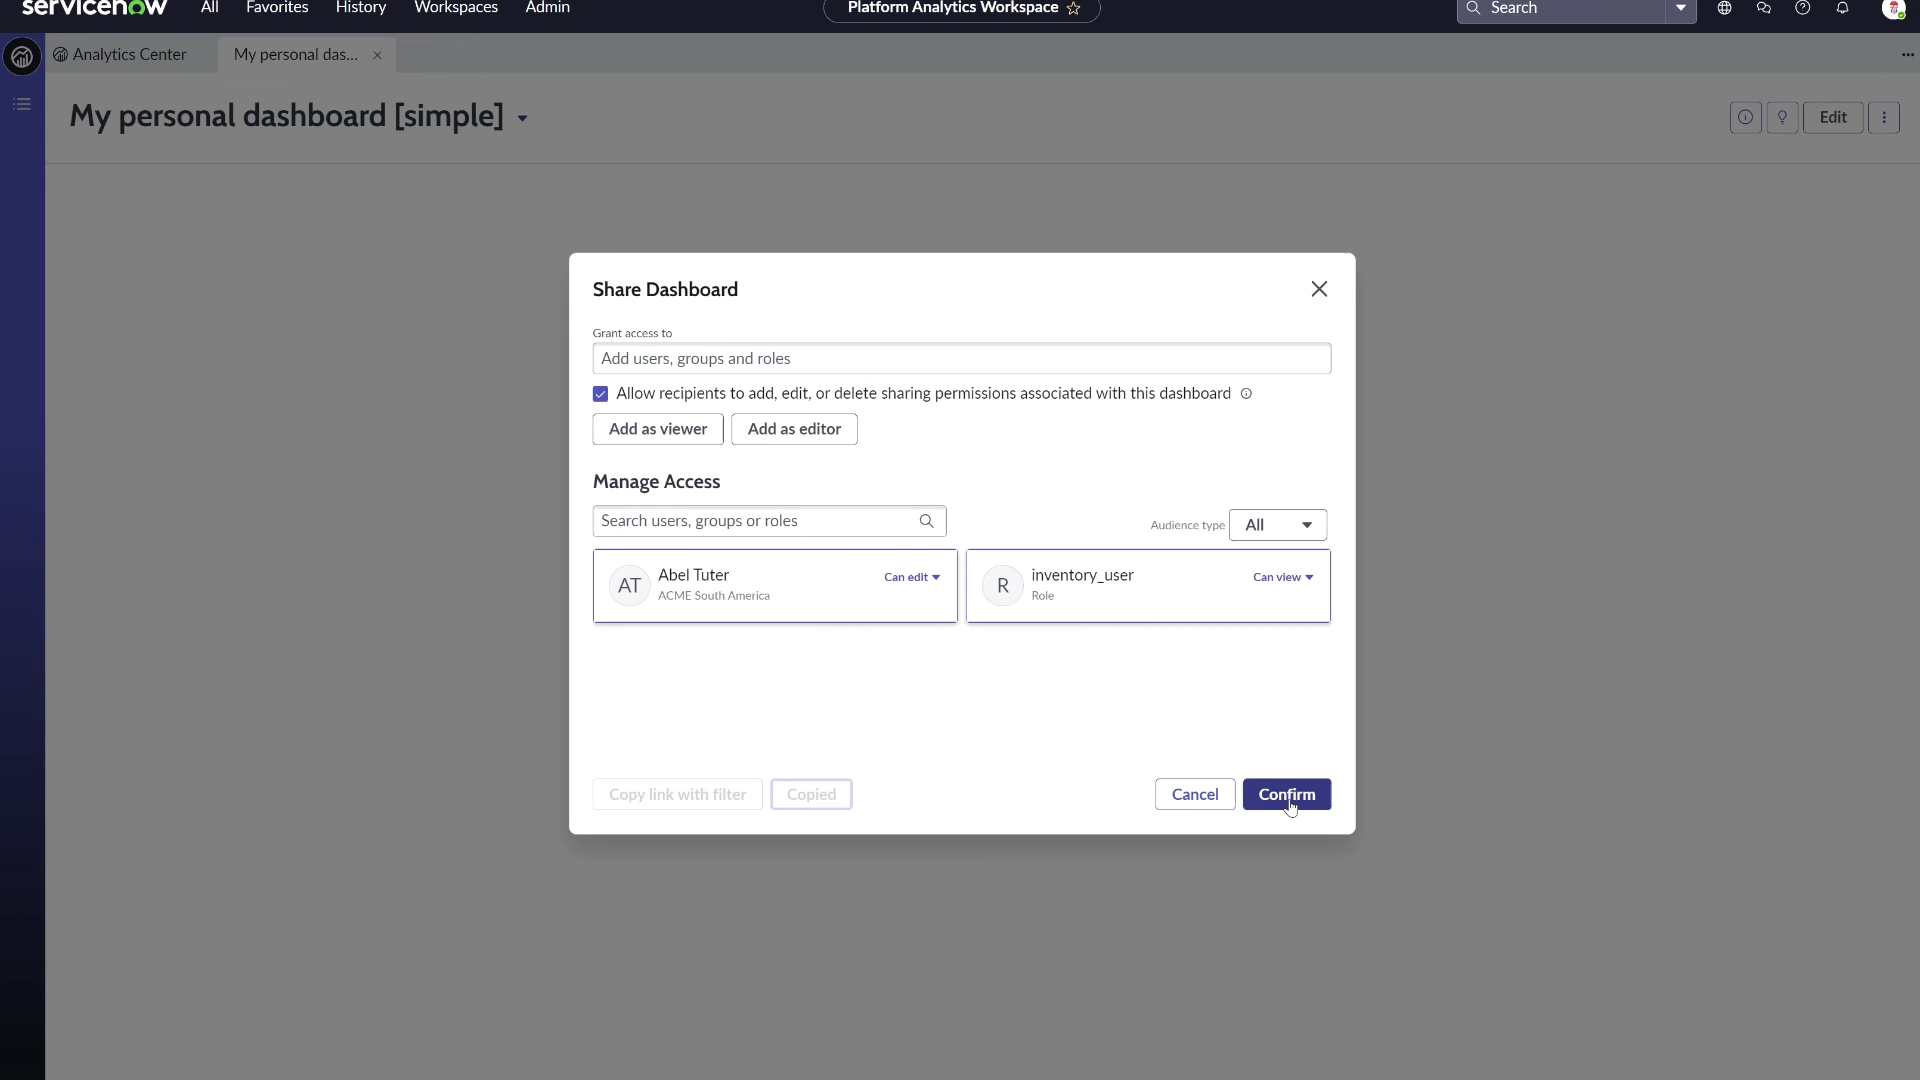 servicenow
All Favorites History Workspaces Admin
Platform Analytics Workspace
Search
Analytics Center
My personal das...
My personal dashboard [simple]
Edit
Share Dashboard
Grant access to
Add users, groups and roles
Allow recipients to add, edit, or delete sharing permissions associated with this dashboard
Add as viewer
Add as editor
Manage Access
Search users, groups or roles
Audience type
All
AT
Abel Tuter
Can edit
ACME South America
R
inventory_user
Can view
Role
Copy link with filter
Copied
Cancel
Confirm